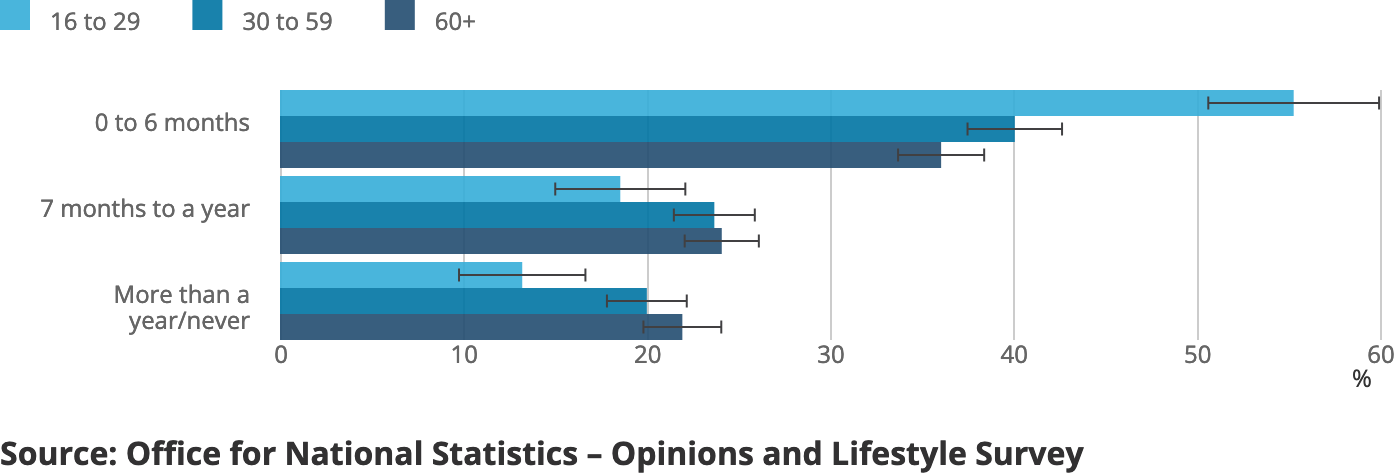 16 to 29 30 to 59 60+
0 to 6 months
7 months to a year
More than a
year/never
0 10 20 30 40 50 60
%
Source: Office for National Statistics – Opinions and Lifestyle Survey